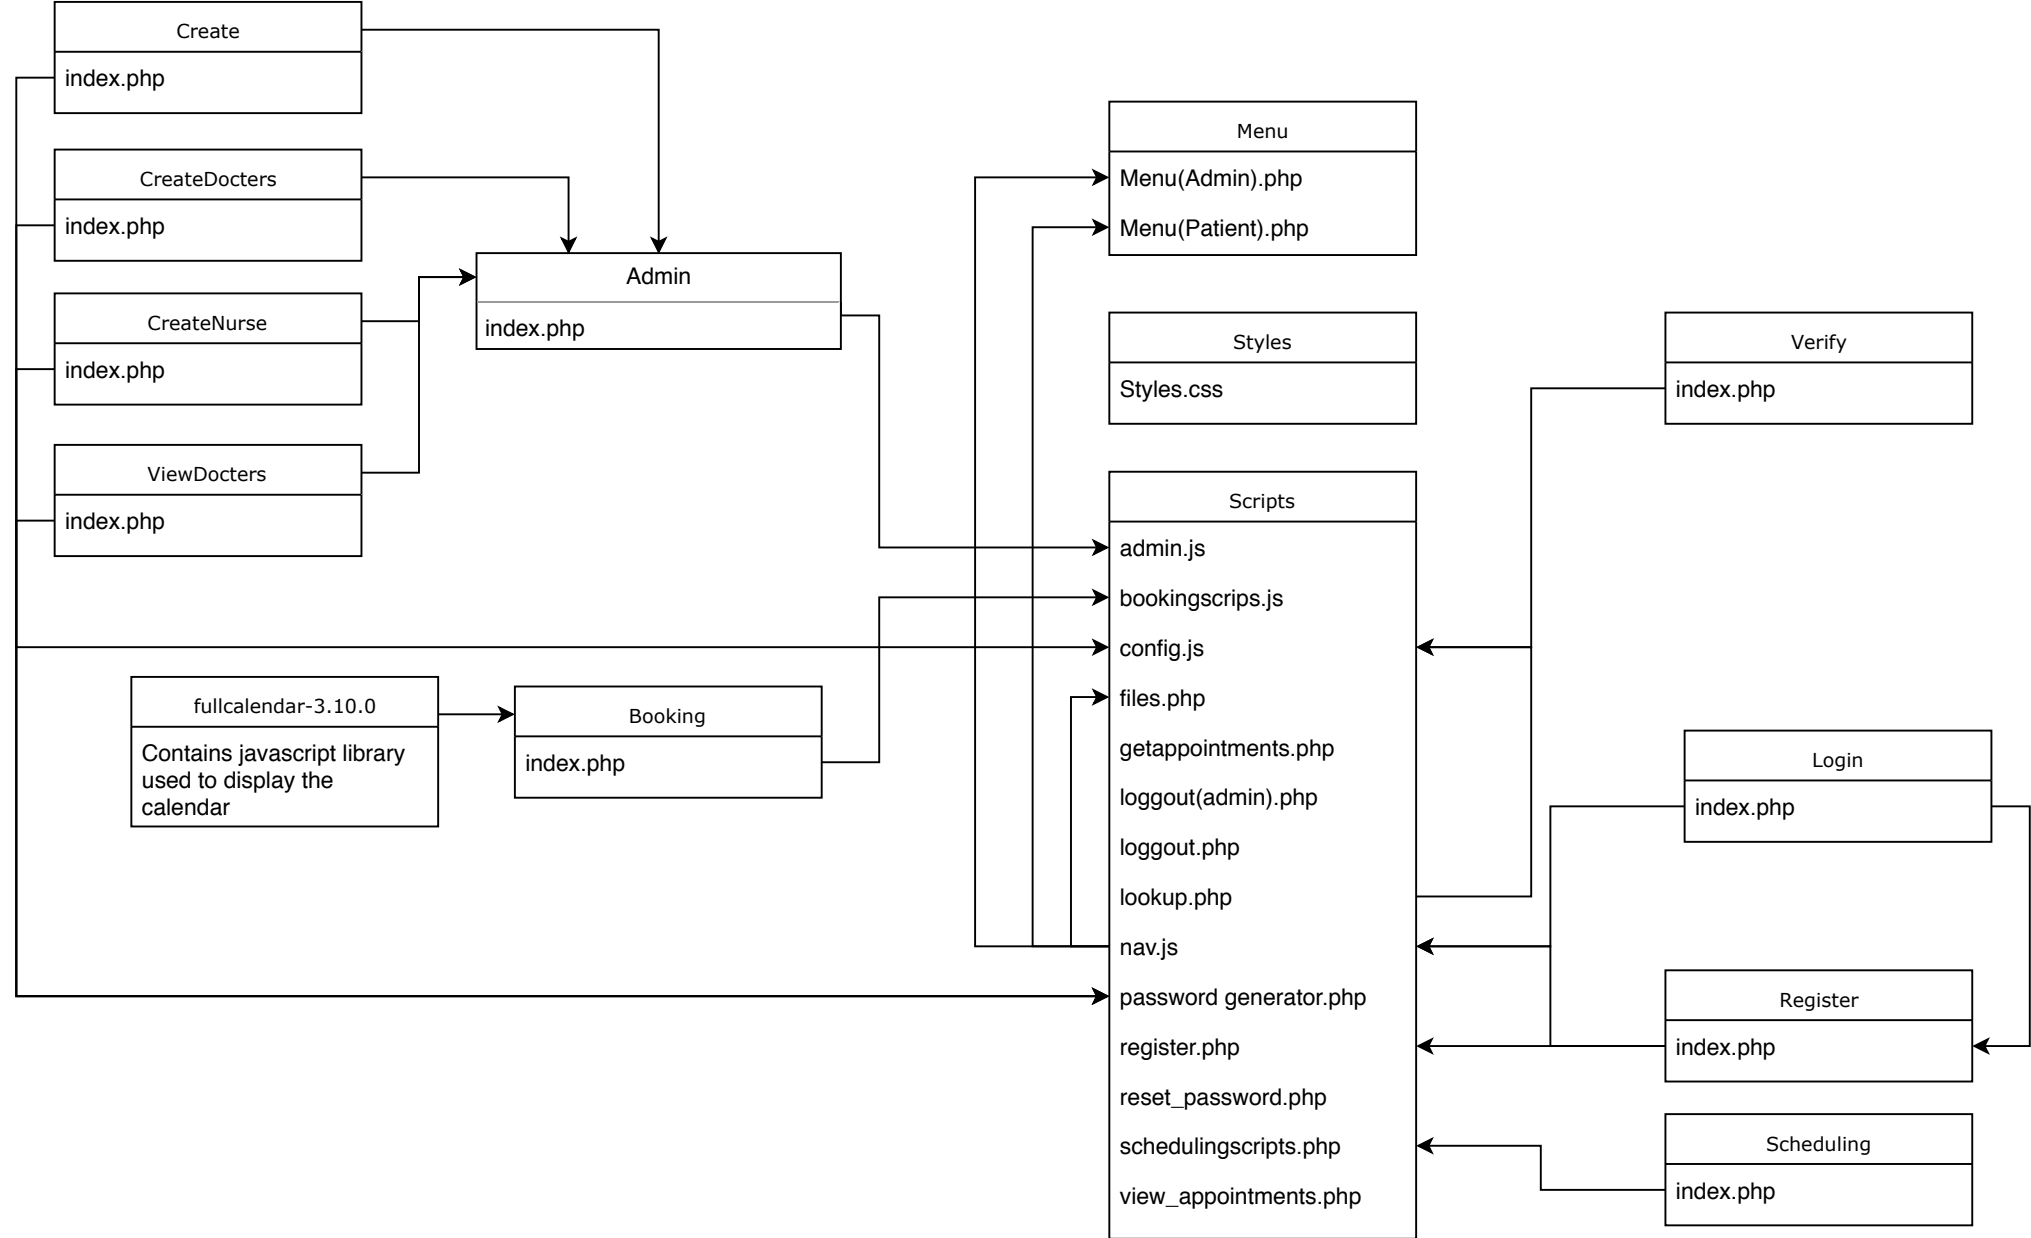 Create
index.php
CreateDocters
index.php
CreateNurse
index.php
ViewDocters
index.php
Admin
index.php
fullcalendar-3.10.0
Contains javascript library
used to display the
calendar
Booking
index.php
Menu
Menu(Admin).php
Menu(Patient).php
Styles
Styles.css
Scripts
admin.js
bookingscrips.js
config.js
files.php
getappointments.php
loggout(admin).php
loggout.php
lookup.php
nav.js
password generator.php
register.php
reset_password.php
schedulingscripts.php
view_appointments.php
Verify
index.php
Login
index.php
Register
index.php
Scheduling
index.php